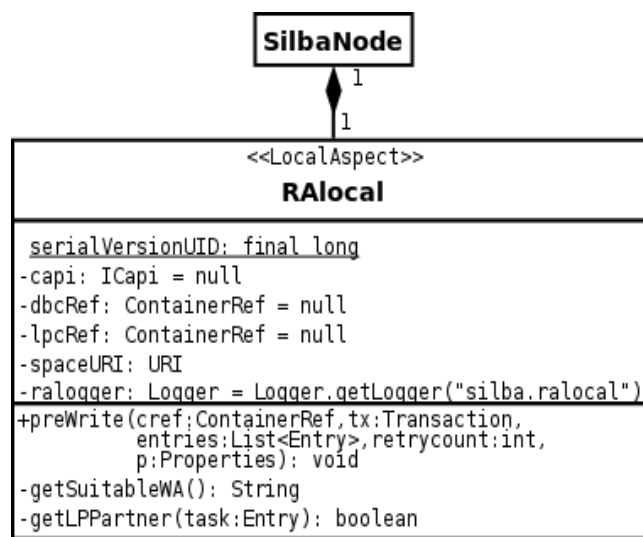 SilbaNode
1
1
<<LocalAspect>>
RAlocal
serialVersionUID: final long
-capi: ICapi = null
-dbcRef: ContainerRef = null
-lpcRef: ContainerRef = null
-spaceURI: URI
-ralogger: Logger = Logger.getLogger("silba.ralocal")
+preWrite(cref:ContainerRef,tx:Transaction,
entries:List<Entry>,retrycount:int,
p:Properties): void
-getSuitableWA(): String
-getLPPartner(task:Entry): boolean